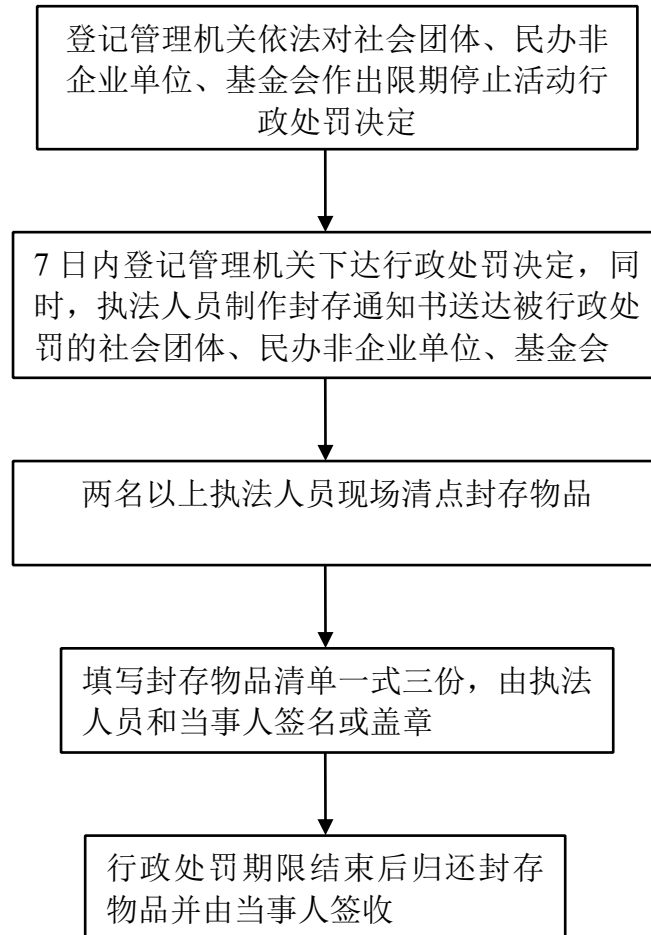 登记管理机关依法对社会团体、民办非
企业单位、基金会作出限期停止活动行
政处罚决定
7 日内登记管理机关下达行政处罚决定，同
时，执法人员制作封存通知书送达被行政处
罚的社会团体、民办非企业单位、基金会
两名以上执法人员现场清点封存物品
填写封存物品清单一式三份，由执法
人员和当事人签名或盖章
行政处罚期限结束后归还封存
物品并由当事人签收